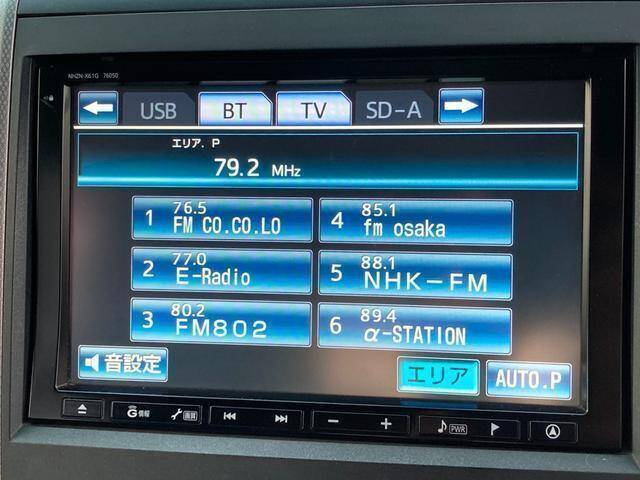 NHZN-X61G 76050
USB BT TV SD-A
エリア. P
79.2 MHz
1 76.5 FM CO.CO.LO
4 85.1 fm osaka
2 77.0 E-Radio
5 88.1 NHK-FM
3 80.2 FM802
6 89.4 α-STATION
音設定
エリア
AUTO.P
G情報 画質
PWR